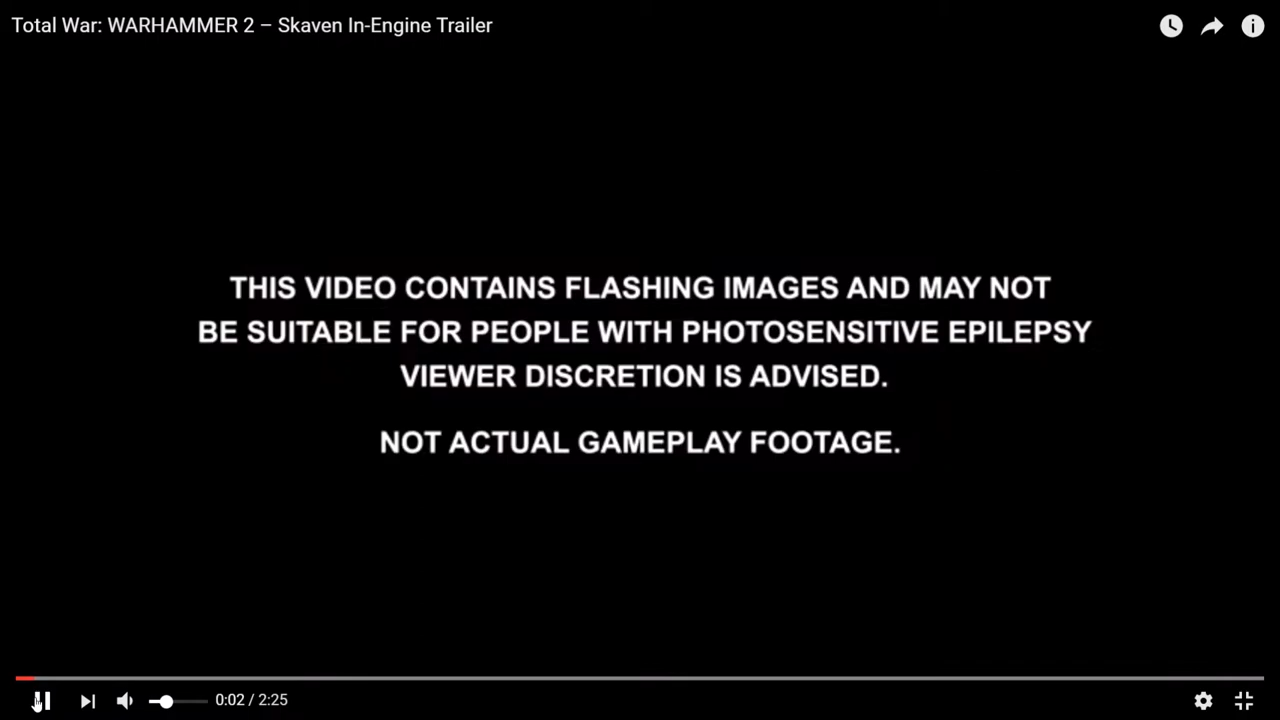 Total War: WARHAMMER 2 – Skaven In-Engine Trailer
THIS VIDEO CONTAINS FLASHING IMAGES AND MAY NOT
BE SUITABLE FOR PEOPLE WITH PHOTOSENSITIVE EPILEPSY
VIEWER DISCRETION IS ADVISED.
NOT ACTUAL GAMEPLAY FOOTAGE.
0:02 / 2:25